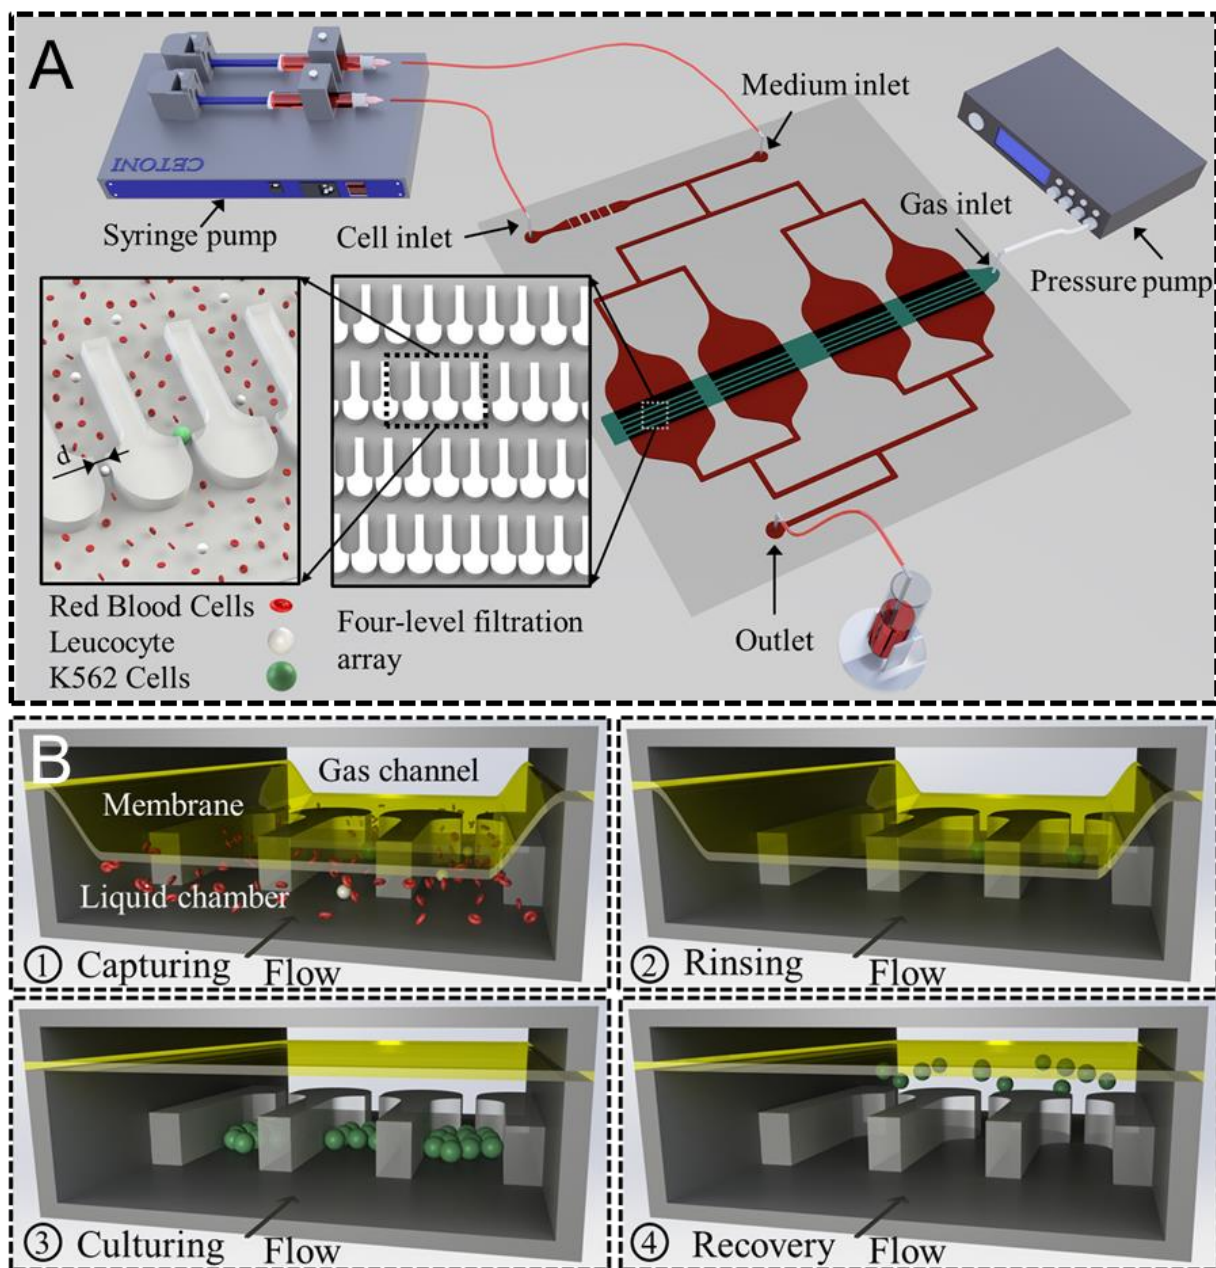 A
Medium inlet
CETONI
Gas inlet
Syringe pump
Cell inlet
Pressure pump
d
Red Blood Cells
Leucocyte
K562 Cells
Four-level filtration
array
Outlet
B
Gas channel
Membrane
Liquid chamber
① Capturing Flow
② Rinsing Flow
③ Culturing Flow
④ Recovery Flow